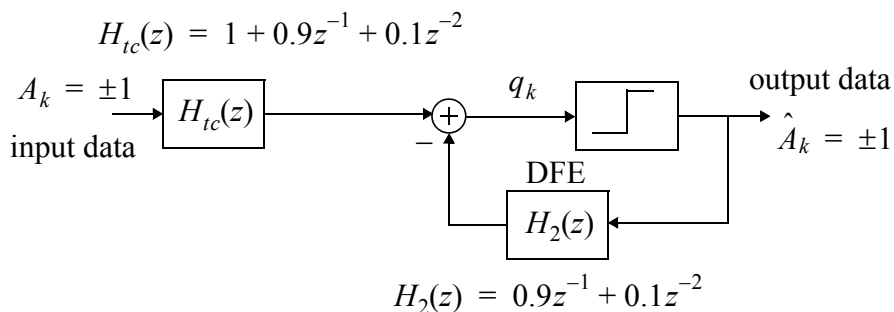 H_tc(z) = 1 + 0.9z^−1 + 0.1z^−2
A_k = ±1
input data
H_tc(z)
+
−
q_k
output data
Â_k = ±1
DFE
H_2(z)
H_2(z) = 0.9z^−1 + 0.1z^−2